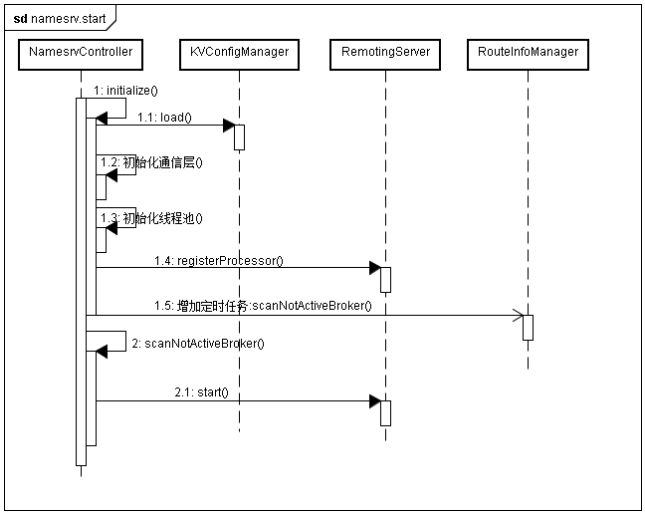 sd namesrv.start
NamesrvController
KVConfigManager
RemotingServer
RouteInfoManager
1: initialize()
1.1: load()
1.2: 初始化通信层()
1.3: 初始化线程池()
1.4: registerProcessor()
1.5: 增加定时任务:scanNotActiveBroker()
2: scanNotActiveBroker()
2.1: start()